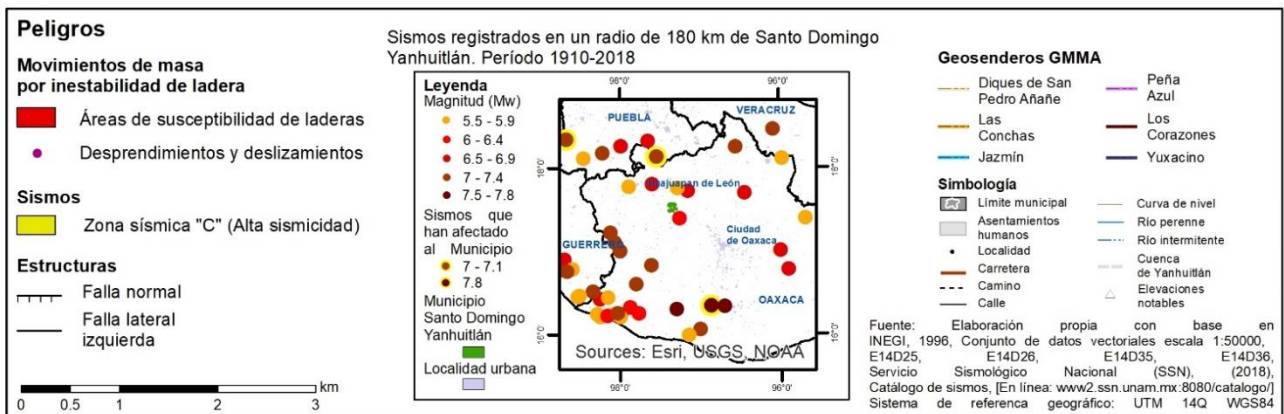 Peligros
Movimientos de masa
por inestabilidad de ladera
Áreas de susceptibilidad de laderas
Desprendimientos y deslizamientos
Sismos
Zona sísmica "C" (Alta sismicidad)
Estructuras
Falla normal
Falla lateral
izquierda
km
0 0.5 1 2 3
Sismos registrados en un radio de 180 km de Santo Domingo
Yanhuitlán. Período 1910-2018
Leyenda
Magnitud (Mw)
5.5 - 5.9
6 - 6.4
6.5 - 6.9
7 - 7.4
7.5 - 7.8
Sismos que
han afectado
al Municipio
7 - 7.1
7.8
Municipio
Santo Domingo
Yanhuitlán
Localidad urbana
98°0' 96°0'
PUEBLA
VERACRUZ
18°0' 18°0'
Huajuapan de León
GUERRERO
Ciudad
de Oaxaca
OAXACA
16°0' 16°0'
Sources: Esri, USGS, NOAA
98°0' 96°0'
Geosenderos GMMA
Diques de San
Pedro Añañe
Las
Conchas
Jazmín
Peña
Azul
Los
Corazones
Yuxacino
Simbología
Límite municipal
Asentamientos
humanos
Localidad
Carretera
Camino
Calle
Curva de nivel
Río perenne
Río intermitente
Cuenca
de Yanhuitlán
Elevaciones
notables
Fuente: Elaboración propia con base en
INEGI, 1996, Conjunto de datos vectoriales escala 1:50000,
E14D25, E14D26, E14D35, E14D36,
Servicio Sismológico Nacional (SSN), (2018),
Catálogo de sismos, [En línea: www2.ssn.unam.mx:8080/catalogo/]
Sistema de referencia geográfico: UTM 14Q WGS84